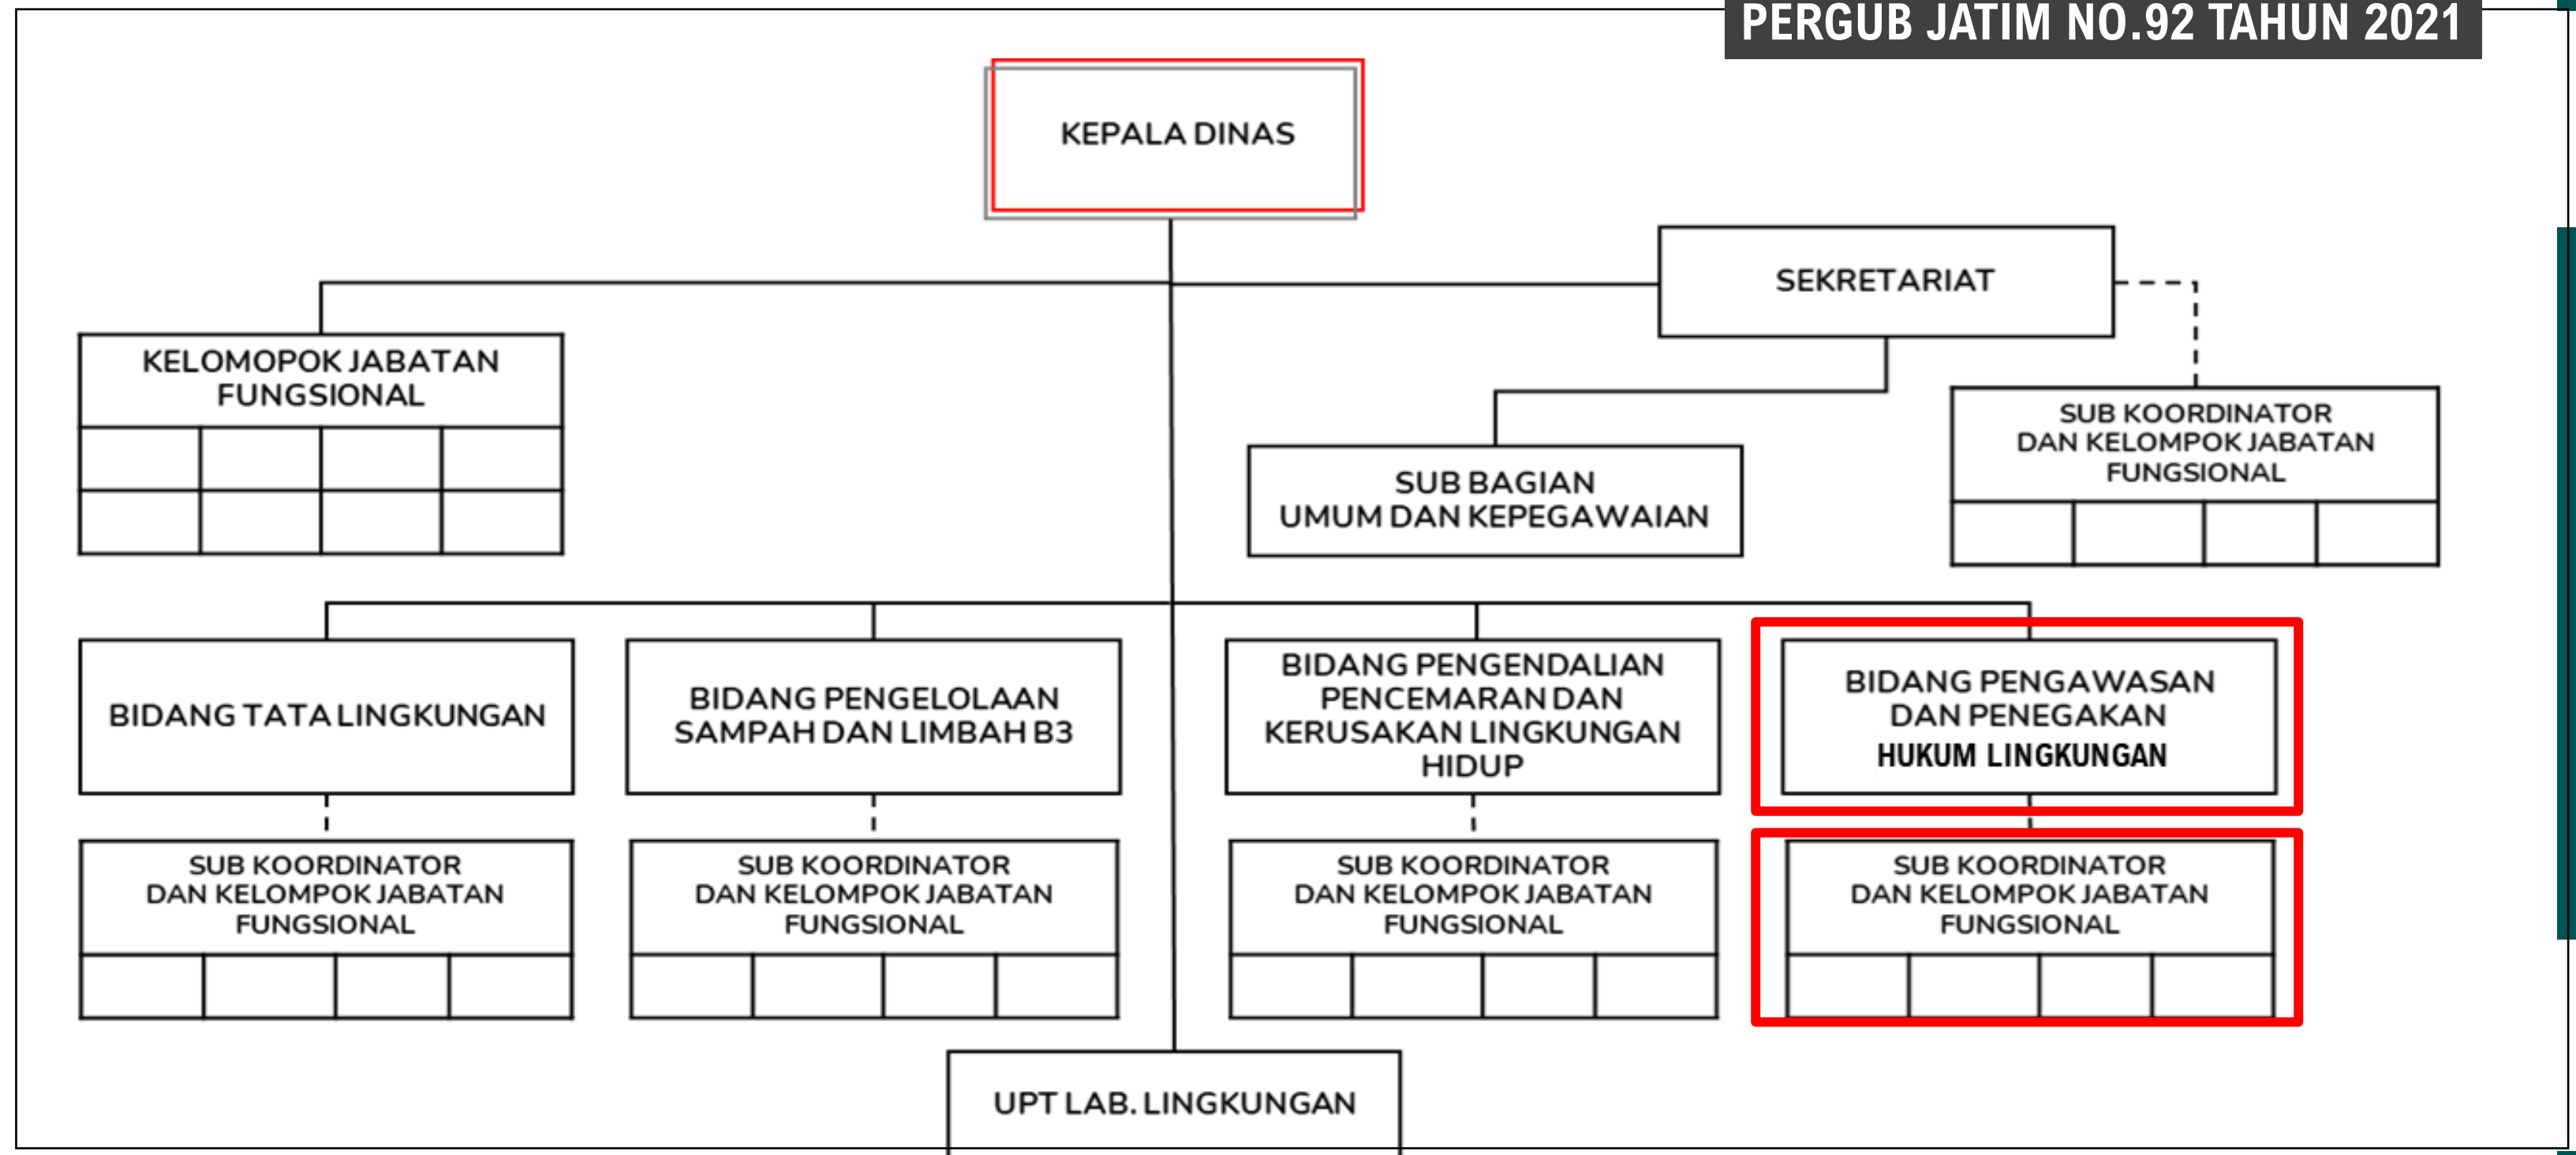 PERGUB JATIM NO.92 TAHUN 2021
KEPALA DINAS
SEKRETARIAT
KELOMOPOK JABATAN
FUNGSIONAL
SUB KOORDINATOR
DAN KELOMPOK JABATAN
FUNGSIONAL
SUB BAGIAN
UMUM DAN KEPEGAWAIAN
BIDANG TATA LINGKUNGAN
BIDANG PENGELOLAAN
SAMPAH DAN LIMBAH B3
BIDANG PENGENDALIAN
PENCEMARAN DAN
KERUSAKAN LINGKUNGAN
HIDUP
BIDANG PENGAWASAN
DAN PENEGAKAN
HUKUM LINGKUNGAN
SUB KOORDINATOR
DAN KELOMPOK JABATAN
FUNGSIONAL
SUB KOORDINATOR
DAN KELOMPOK JABATAN
FUNGSIONAL
SUB KOORDINATOR
DAN KELOMPOK JABATAN
FUNGSIONAL
SUB KOORDINATOR
DAN KELOMPOK JABATAN
FUNGSIONAL
UPT LAB. LINGKUNGAN